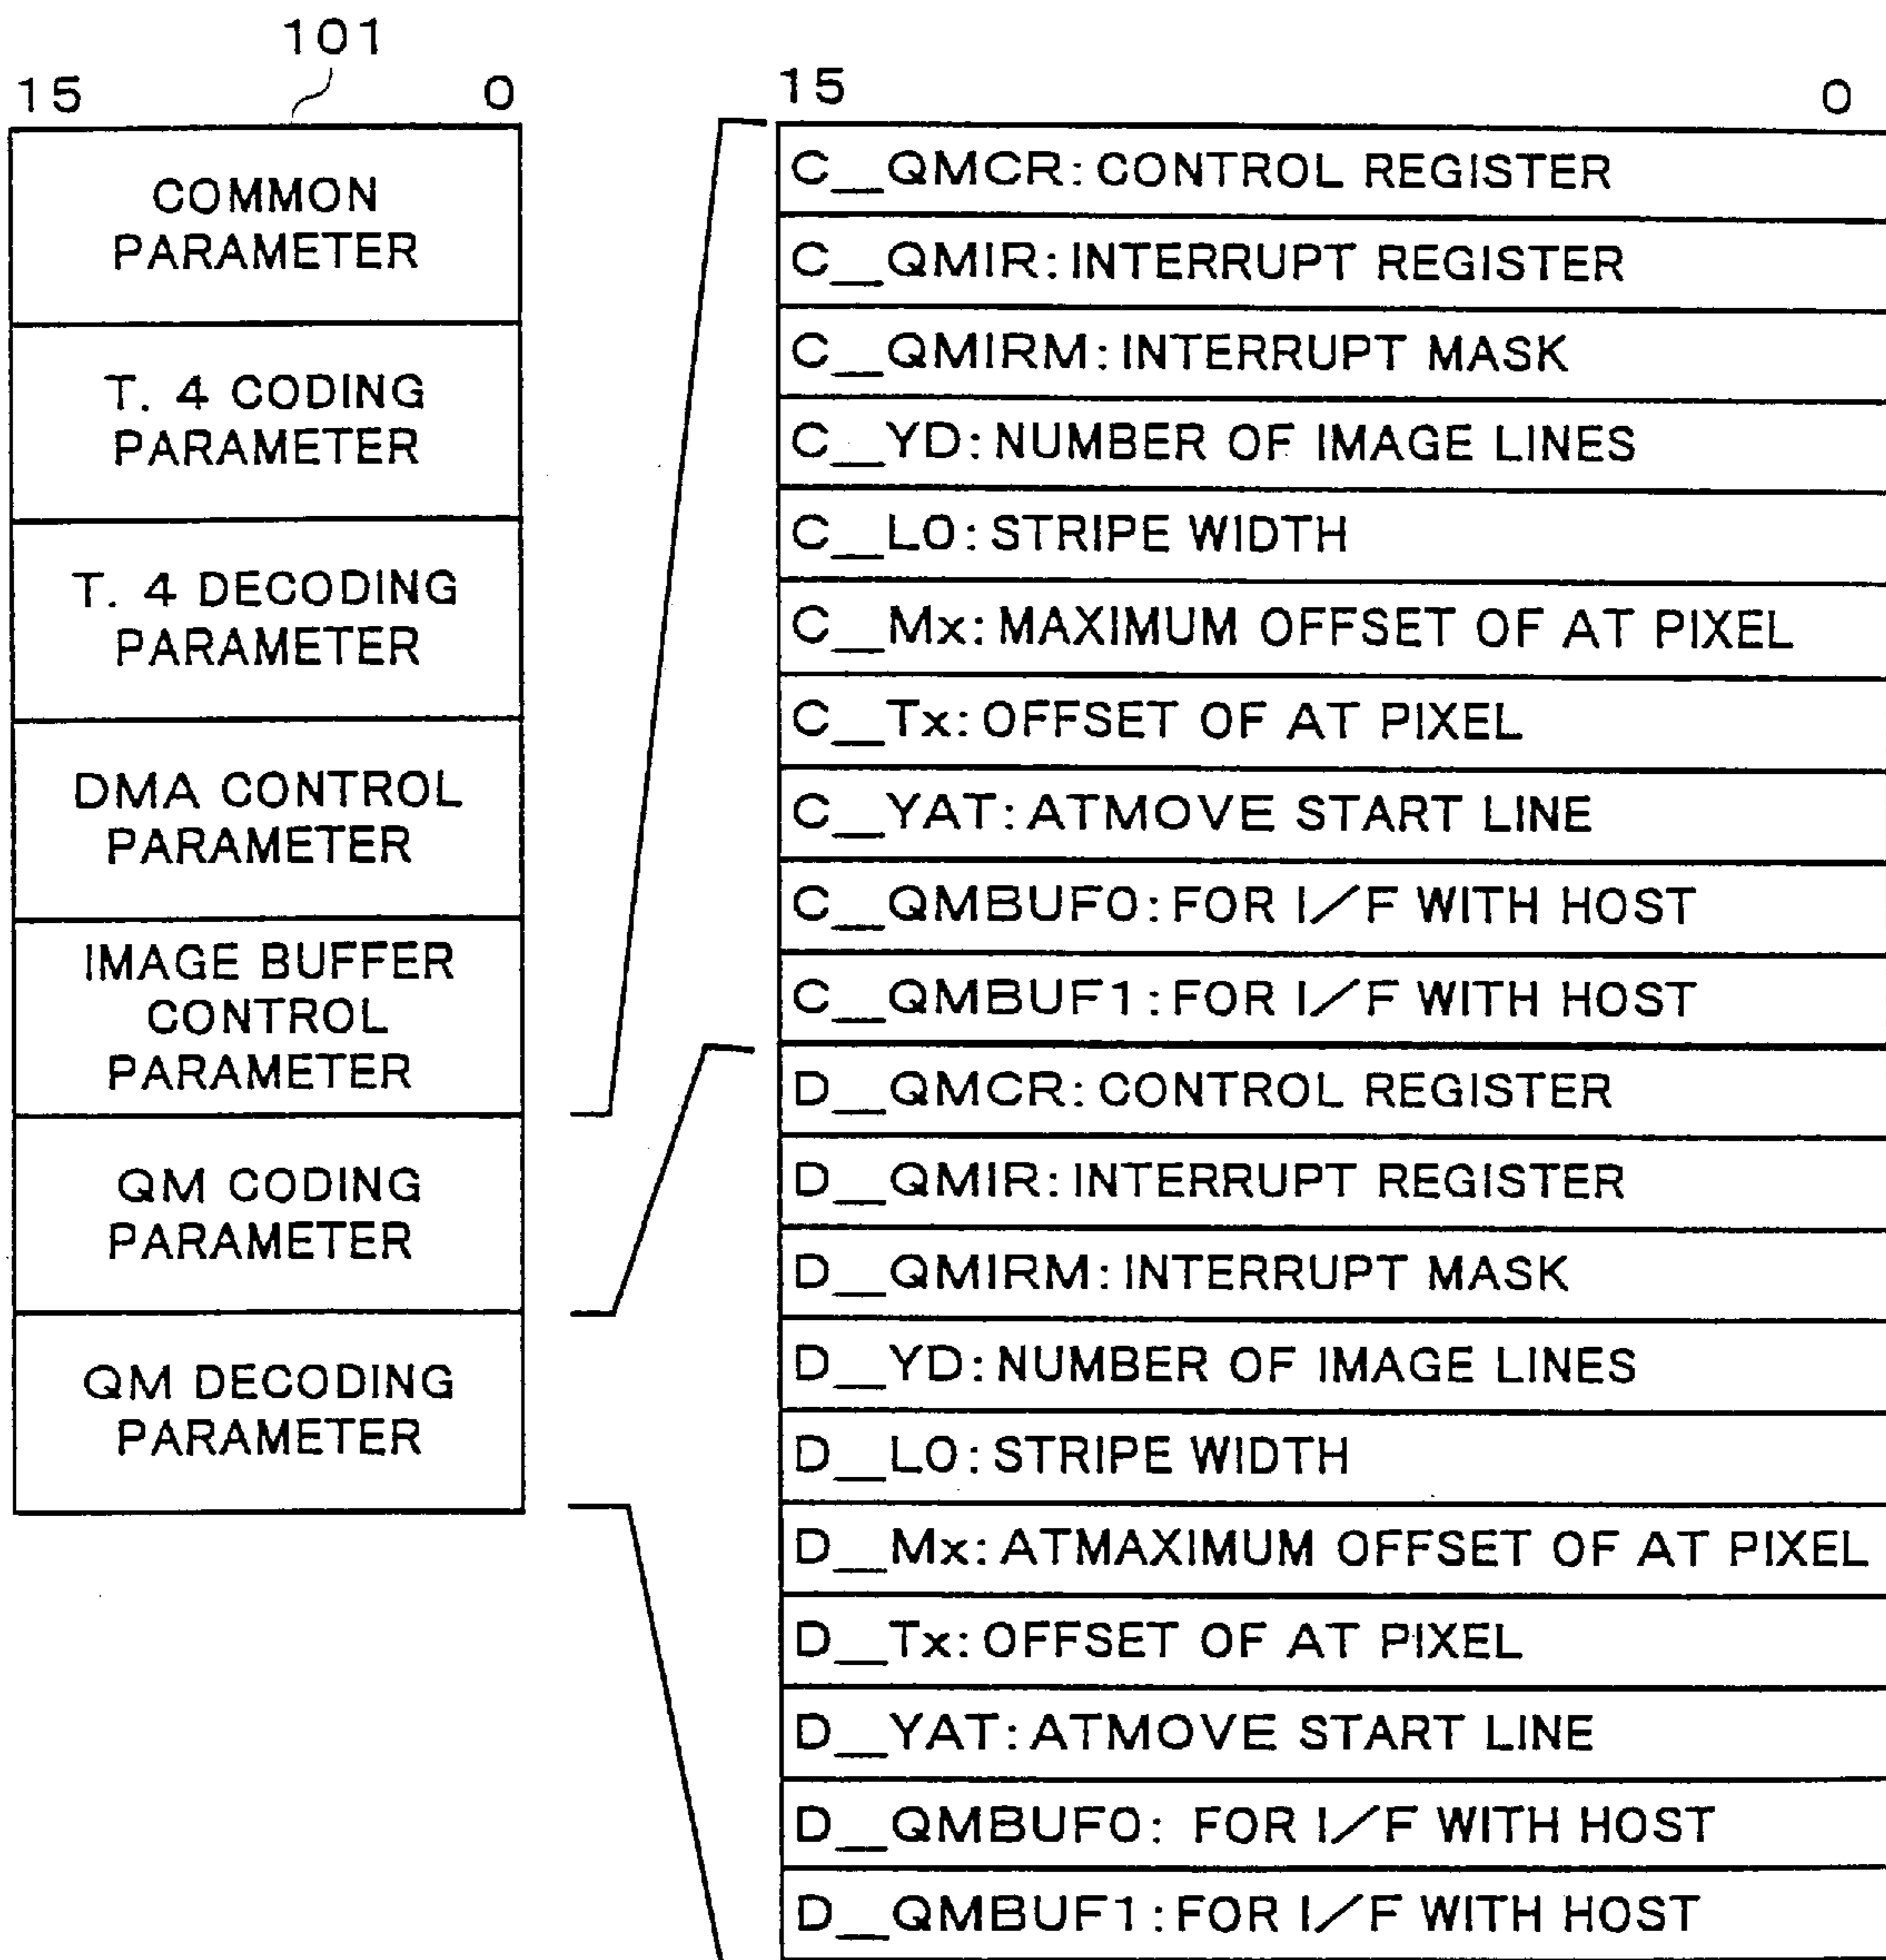 101
15 0
COMMON
PARAMETER
T. 4 CODING
PARAMETER
T. 4 DECODING
PARAMETER
DMA CONTROL
PARAMETER
IMAGE BUFFER
CONTROL
PARAMETER
QM CODING
PARAMETER
QM DECODING
PARAMETER
15 0
C__QMCR: CONTROL REGISTER
C__QMIR: INTERRUPT REGISTER
C__QMIRM: INTERRUPT MASK
C__YD: NUMBER OF IMAGE LINES
C__L0: STRIPE WIDTH
C__Mx: MAXIMUM OFFSET OF AT PIXEL
C__Tx: OFFSET OF AT PIXEL
C__YAT: ATMOVE START LINE
C__QMBUF0: FOR I/F WITH HOST
C__QMBUF1: FOR I/F WITH HOST
D__QMCR: CONTROL REGISTER
D__QMIR: INTERRUPT REGISTER
D__QMIRM: INTERRUPT MASK
D__YD: NUMBER OF IMAGE LINES
D__L0: STRIPE WIDTH
D__Mx: ATMAXIMUM OFFSET OF AT PIXEL
D__Tx: OFFSET OF AT PIXEL
D__YAT: ATMOVE START LINE
D__QMBUF0: FOR I/F WITH HOST
D__QMBUF1: FOR I/F WITH HOST